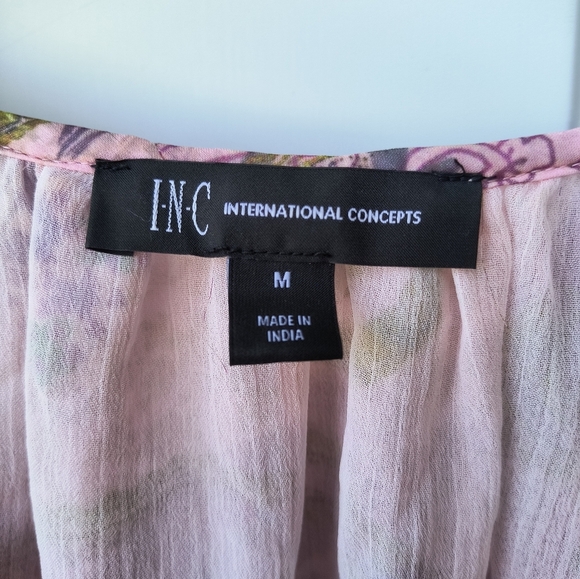 I·N·C INTERNATIONAL CONCEPTS
M
MADE IN
INDIA